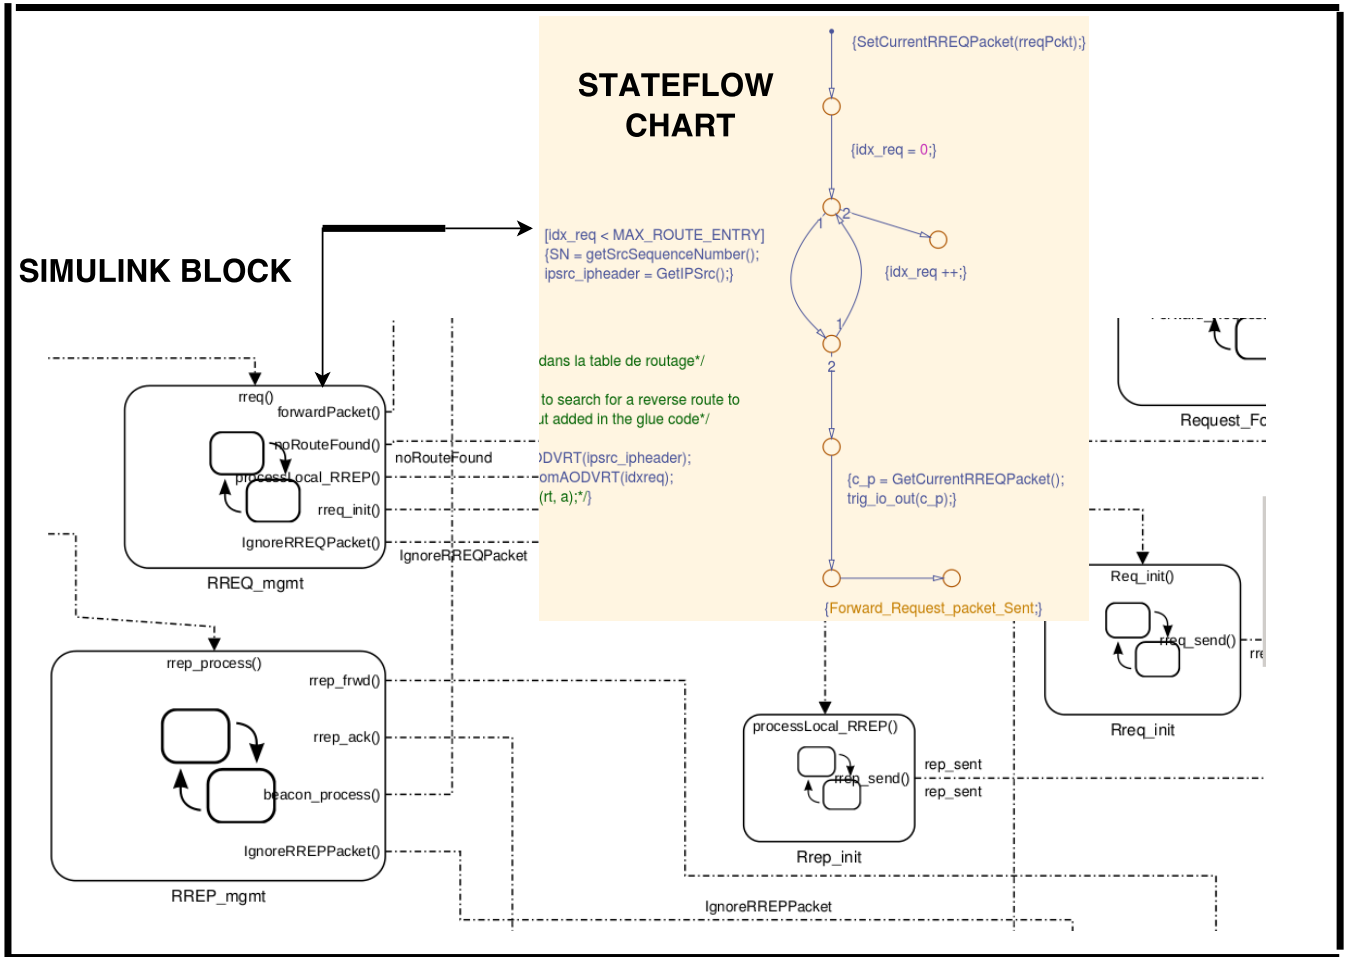 STATEFLOW
CHART
{SetCurrentRREQPacket(rreqPckt);}
{idx_req = 0;}
2
1
[idx_req < MAX_ROUTE_ENTRY]
{SN = getSrcSequenceNumber();
ipsrc_ipheader = GetIPSrc();}
{idx_req ++;}
1
2
dans la table de routage*/
to search for a reverse route to
ut added in the glue code*/
ODVRT(ipsrc_ipheader);
omAODVRT(idxreq);
(rt, a);*/}
{c_p = GetCurrentRREQPacket();
trig_io_out(c_p);}
{Forward_Request_packet_Sent;}
SIMULINK BLOCK
rreq()
forwardPacket()
noRouteFound()
processLocal_RREP()
rreq_init()
IgnoreRREQPacket()
RREQ_mgmt
noRouteFound
IgnoreRREQPacket
Request_Fo
Req_init()
rreq_send()
rre
Rreq_init
rrep_process()
rrep_frwd()
rrep_ack()
beacon_process()
IgnoreRREPPacket()
RREP_mgmt
processLocal_RREP()
rrep_send()
Rrep_init
rep_sent
rep_sent
IgnoreRREPPacket